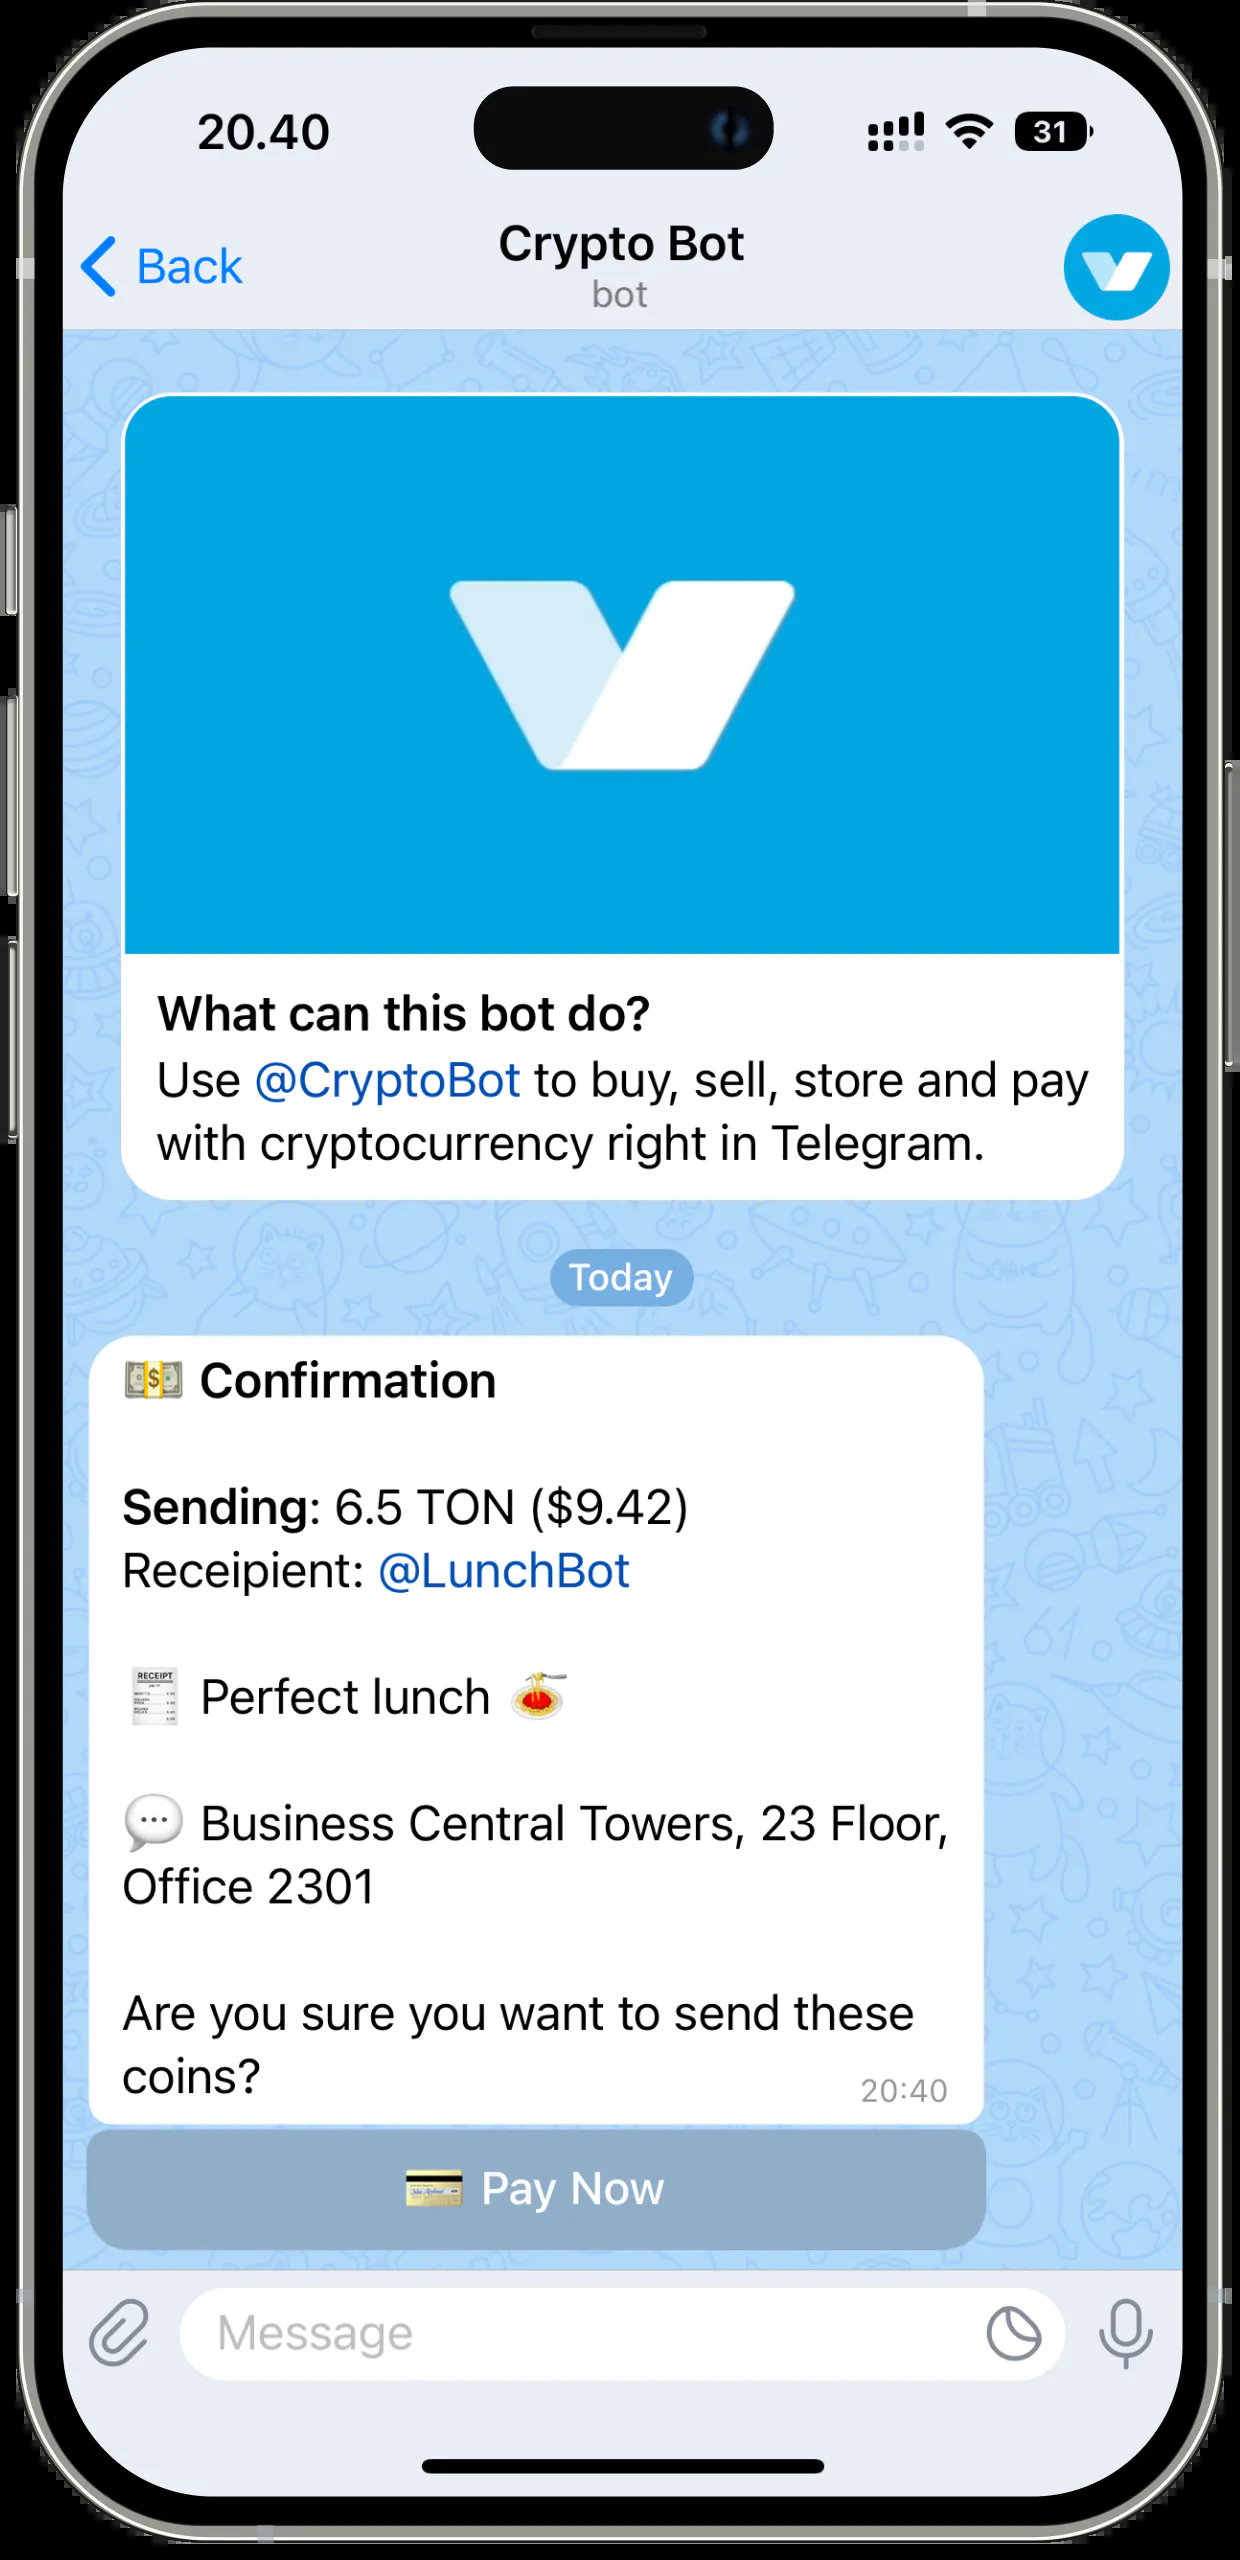 20.40
31
Back
Crypto Bot
bot
What can this bot do?
Use @CryptoBot to buy, sell, store and pay
with cryptocurrency right in Telegram.
Today
💵 Confirmation
Sending: 6.5 TON ($9.42)
Receipient: @LunchBot
RECEIPT
🧾 Perfect lunch 🍝
💬 Business Central Towers, 23 Floor,
Office 2301
Are you sure you want to send these
coins?
20:40
💳 Pay Now
Message